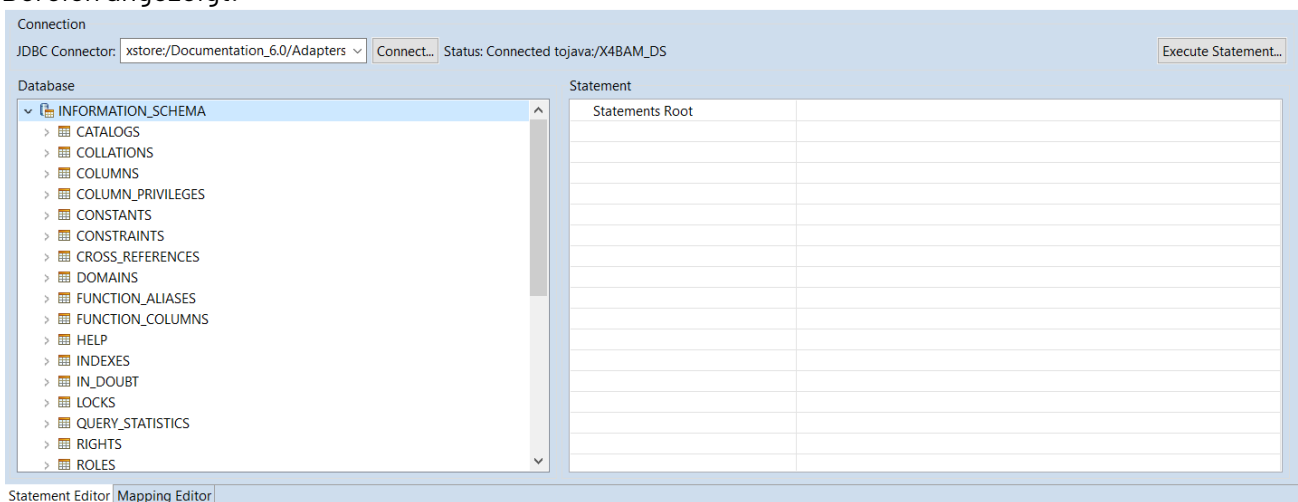 Bereich angezeigt.
Connection
JDBC Connector: xstore:/Documentation_6.0/Adapters Connect... Status: Connected tojava:/X4BAM_DS Execute Statement...
Database Statement
INFORMATION_SCHEMA Statements Root
CATALOGS
COLLATIONS
COLUMNS
COLUMN_PRIVILEGES
CONSTANTS
CONSTRAINTS
CROSS_REFERENCES
DOMAINS
FUNCTION_ALIASES
FUNCTION_COLUMNS
HELP
INDEXES
IN_DOUBT
LOCKS
QUERY_STATISTICS
RIGHTS
ROLES
Statement Editor Mapping Editor